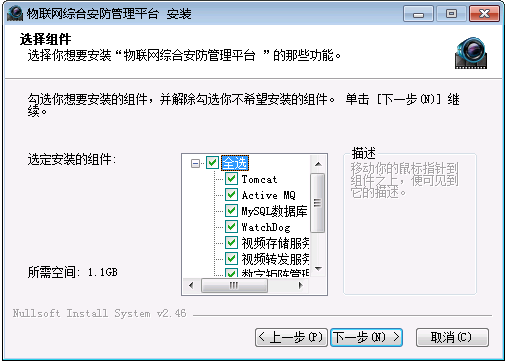 物联网综合安防管理平台 安装
选择组件
选择你想要安装“物联网综合安防管理平台 ”的那些功能。
勾选你想要安装的组件，并解除勾选你不希望安装的组件。 单击 [下一步(N)] 继
续。
选定安装的组件:
全选
Tomcat
Active MQ
MySQL数据库
WatchDog
视频存储服务
视频转发服务
数字矩阵管理
描述
移动你的鼠标指针到
组件之上，便可见到
它的描述。
所需空间: 1.1GB
Nullsoft Install System v2.46
< 上一步(P)
下一步(N) >
取消(C)